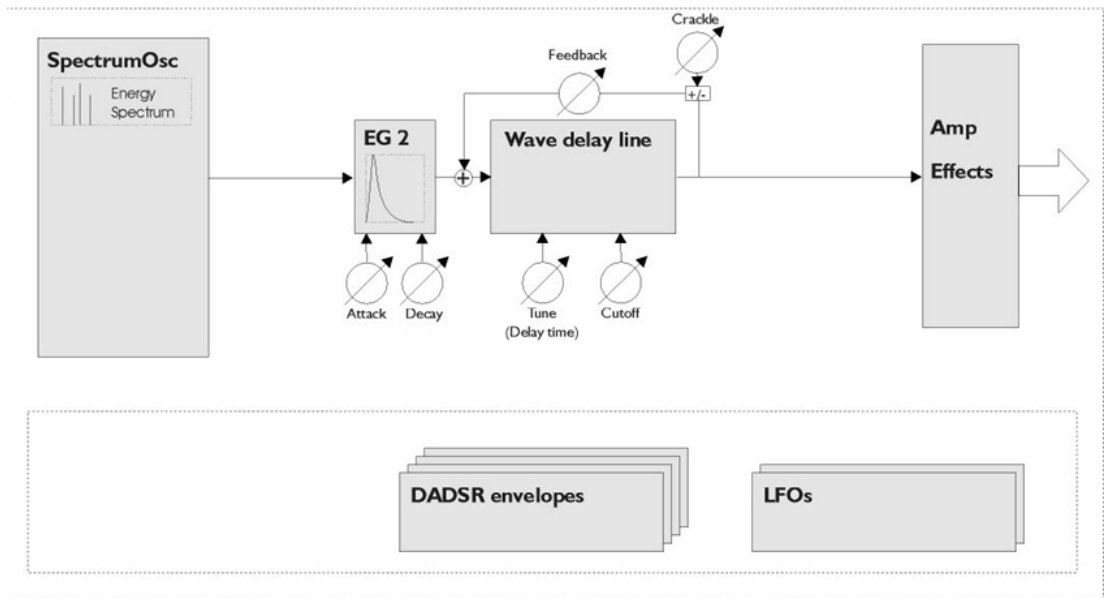 Crackle
SpectrumOsc
Feedback
Energy
Spectrum
+/-
EG 2
Wave delay line
Amp
Effects
+
Attack
Decay
Tune
(Delay time)
Cutoff
DADSR envelopes
LFOs